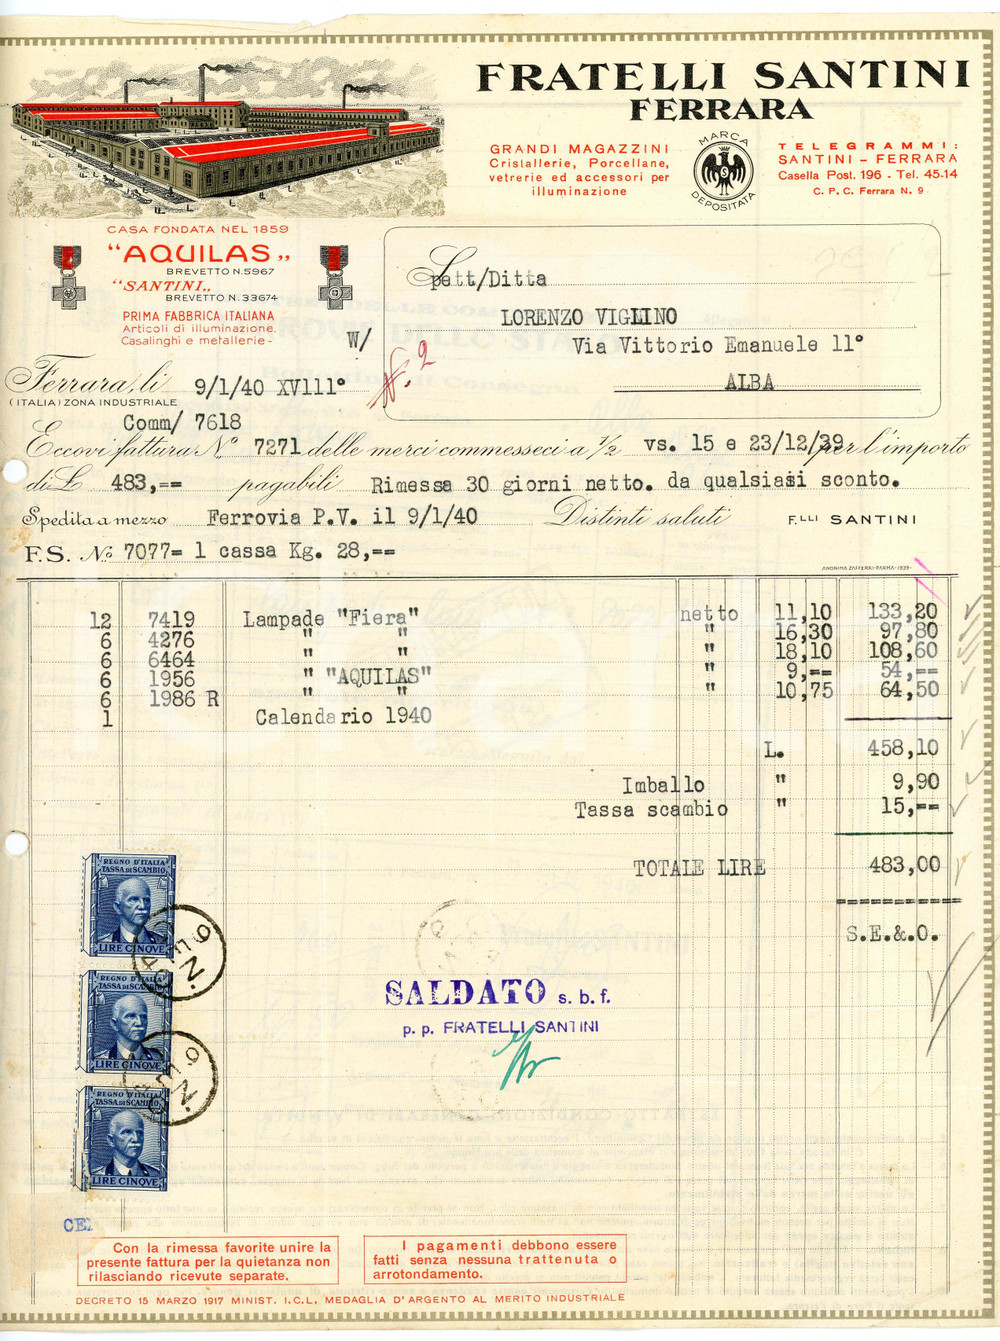 FRATELLI SANTINI
FERRARA
GRANDI MAGAZZINI
Cristallerie, Porcellane,
vetrerie ed accessori per
illuminazione
MARCA
S
DEPOSITATA
TELEGRAMMI:
SANTINI - FERRARA
Casella Post. 196 - Tel. 45-14
C. P. C. Ferrara N. 9
CASA FONDATA NEL 1859
"AQUILAS„
BREVETTO N. 5967
"SANTINI„
BREVETTO N. 33674
PRIMA FABBRICA ITALIANA
Articoli di illuminazione.
Casalinghi e metallerie-
Spett/Ditta
LORENZO VIGLINO
Via Vittorio Emanuele 11°
ALBA
W/
N. 2
Ferrara, li 9/1/40 XV111°
(ITALIA) ZONA INDUSTRIALE
Comm/ 7618
Eccovi fattura N° 7271 delle merci commesseci a ½ vs. 15 e 23/12/39 per l'importo
di £ 483,== pagabili Rimessa 30 giorni netto. da qualsiasi sconto.
Spedita a mezzo Ferrovia P.V. il 9/1/40 Distinti saluti F.LLI SANTINI
F.S. No 7077= 1 cassa Kg. 28,==
ANONIMA ZAFFERRI-PARMA-1939-
12 7419 Lampade "Fiera" netto 11,10 133,20
6 4276 " " " 16,30 97,80
6 6464 " " " 18,10 108,60
6 1956 " "AQUILAS" " 9,== 54,==
6 1986 R " " " 10,75 64,50
1 Calendario 1940
L. 458,10
Imballo " 9,90
Tassa scambio " 15,==
TOTALE LIRE 483,00
S.E.&.O.
REGNO D'ITALIA
TASSA DI SCAMBIO
LIRE CINQUE
REGNO D'ITALIA
TASSA DI SCAMBIO
LIRE CINQUE
REGNO D'ITALIA
TASSA DI SCAMBIO
LIRE CINQUE
SALDATO s. b. f.
p. p. FRATELLI SANTINI
Con la rimessa favorite unire la
presente fattura per la quietanza non
rilasciando ricevute separate.
I pagamenti debbono essere
fatti senza nessuna trattenuta o
arrotondamento.
DECRETO 15 MARZO 1917 MINIST. I.C.L. MEDAGLIA D'ARGENTO AL MERITO INDUSTRIALE